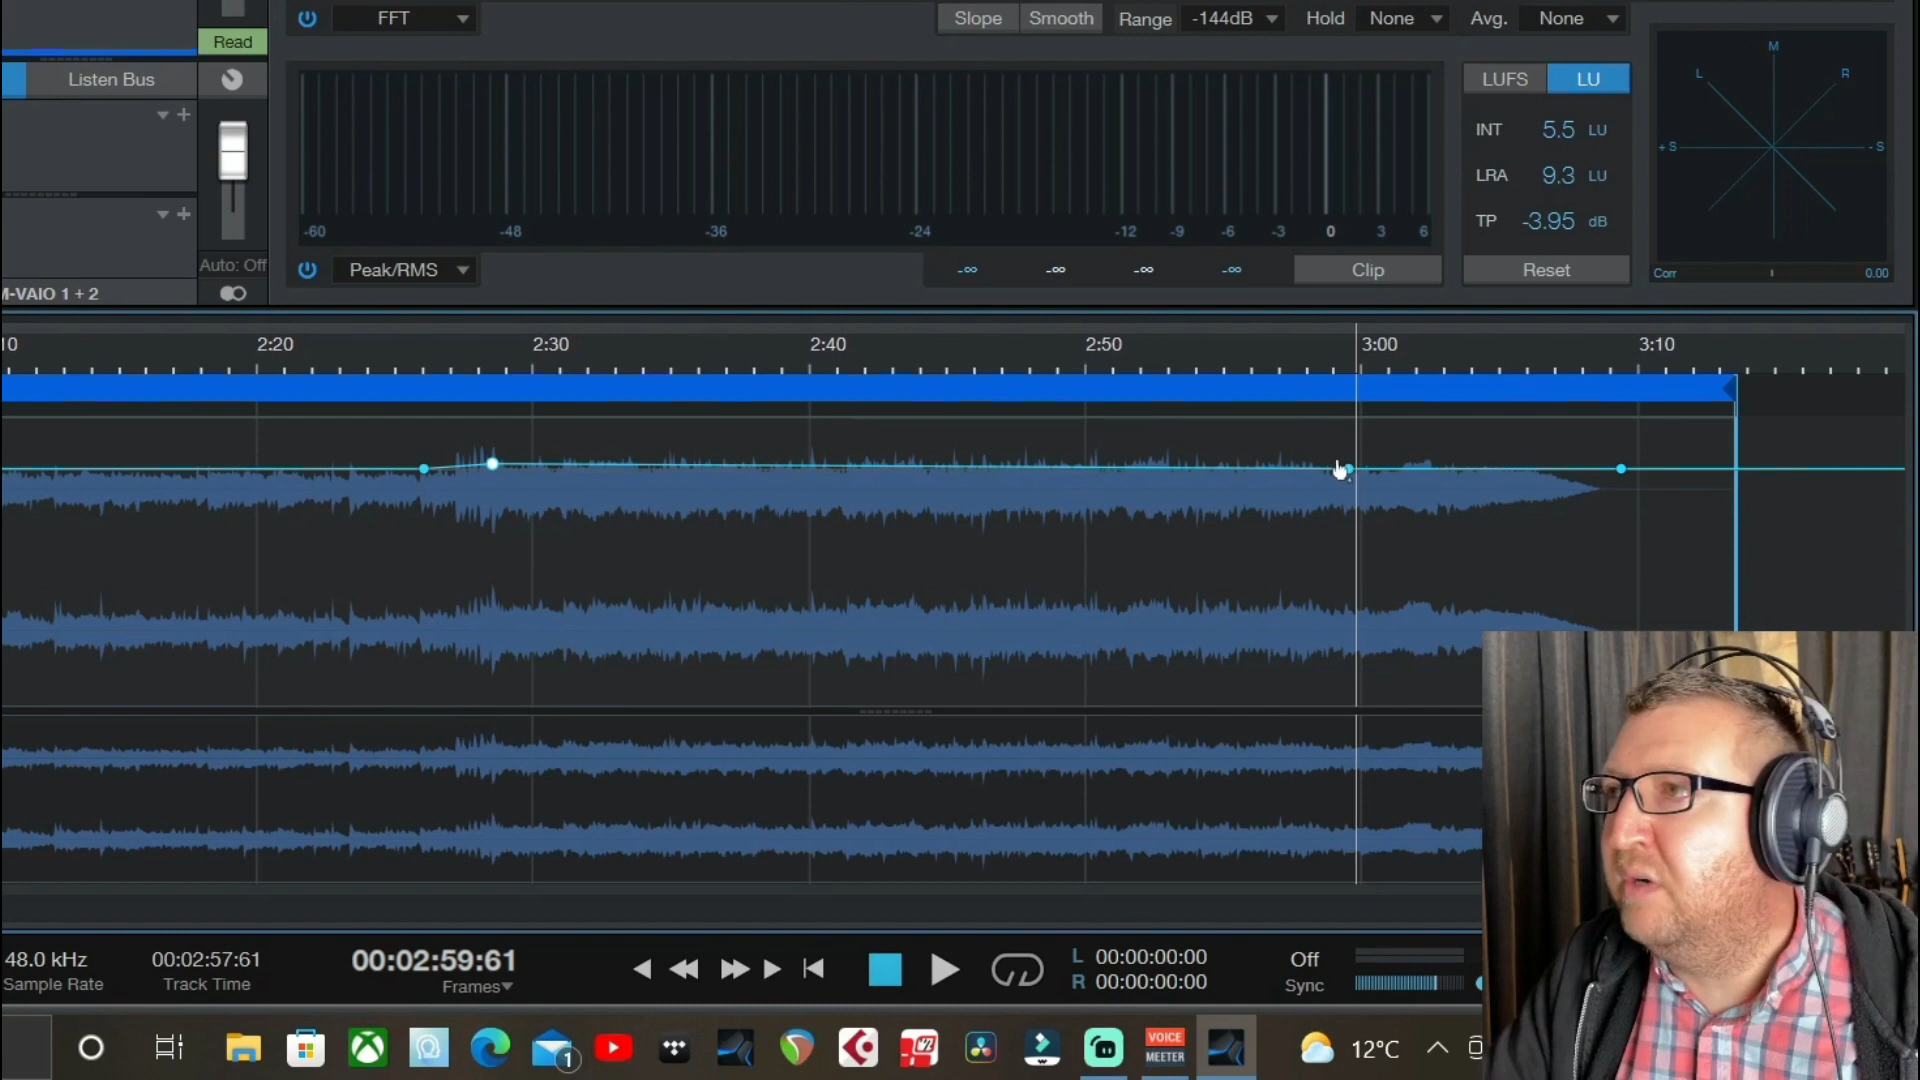 FFT
Slope Smooth Range -144dB Hold None Avg. None
Read
M
L R
+ S - S
Corr 0.00
Listen Bus
LUFS LU
INT 5.5 LU
LRA 9.3 LU
TP -3.95 dB
Reset
-60 -48 -36 -24 -12 -9 -6 -3 0 3 6
Auto: Off
Peak/RMS -∞ -∞ -∞ -∞ Clip
M-VAIO 1 + 2
10 2:20 2:30 2:40 2:50 3:00 3:10
48.0 kHz 00:02:57:61 00:02:59:61
Sample Rate Track Time Frames
L 00:00:00:00
R 00:00:00:00
Off
Sync
1
VOICE
MEETER
12°C